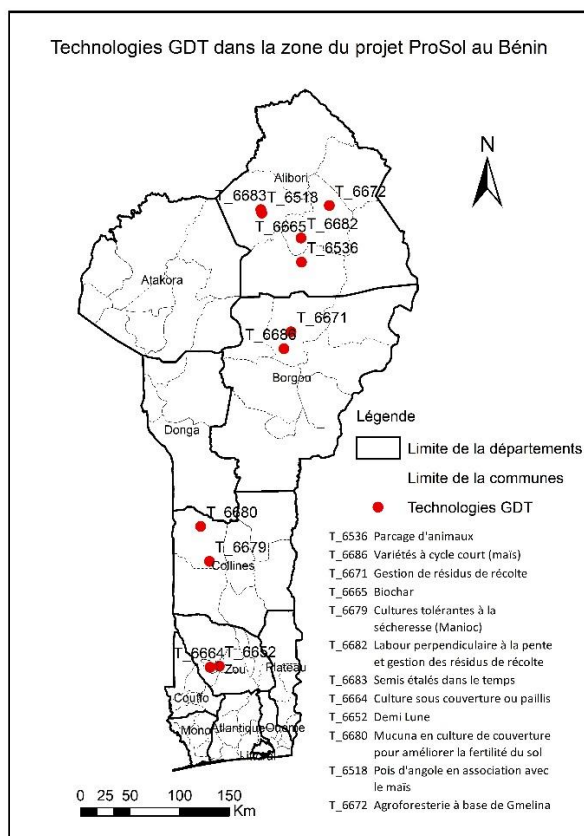 Technologies GDT dans la zone du projet ProSol au Bénin
N
Alibori
T_6672
T_6683
T_6518
T_6665
T_6682
T_6536
Atakora
T_6671
T_6686
Borgou
Donga
Légende
Limite de la départements
Limite de la communes
Technologies GDT
T_6680
T_6679
Collines
T_6536 Parcage d'animaux
T_6686 Variétés à cycle court (maïs)
T_6671 Gestion de résidus de récolte
T_6665 Biochar
T_6679 Cultures tolérantes à la
sécheresse (Manioc)
T_6682 Labour perpendiculaire à la pente
et gestion des résidus de récolte
T_6683 Semis étalés dans le temps
T_6664 Culture sous couverture ou paillis
T_6652 Demi Lune
T_6680 Mucuna en culture de couverture
pour améliorer la fertilité du sol
T_6518 Pois d'angole en association avec
le maïs
T_6672 Agroforesterie à base de Gmelina
T_6664
T_6652
Zou
Plateau
Couffo
Mono
Atlantique
Oueme
Littoral
0 25 50 100 150
Km